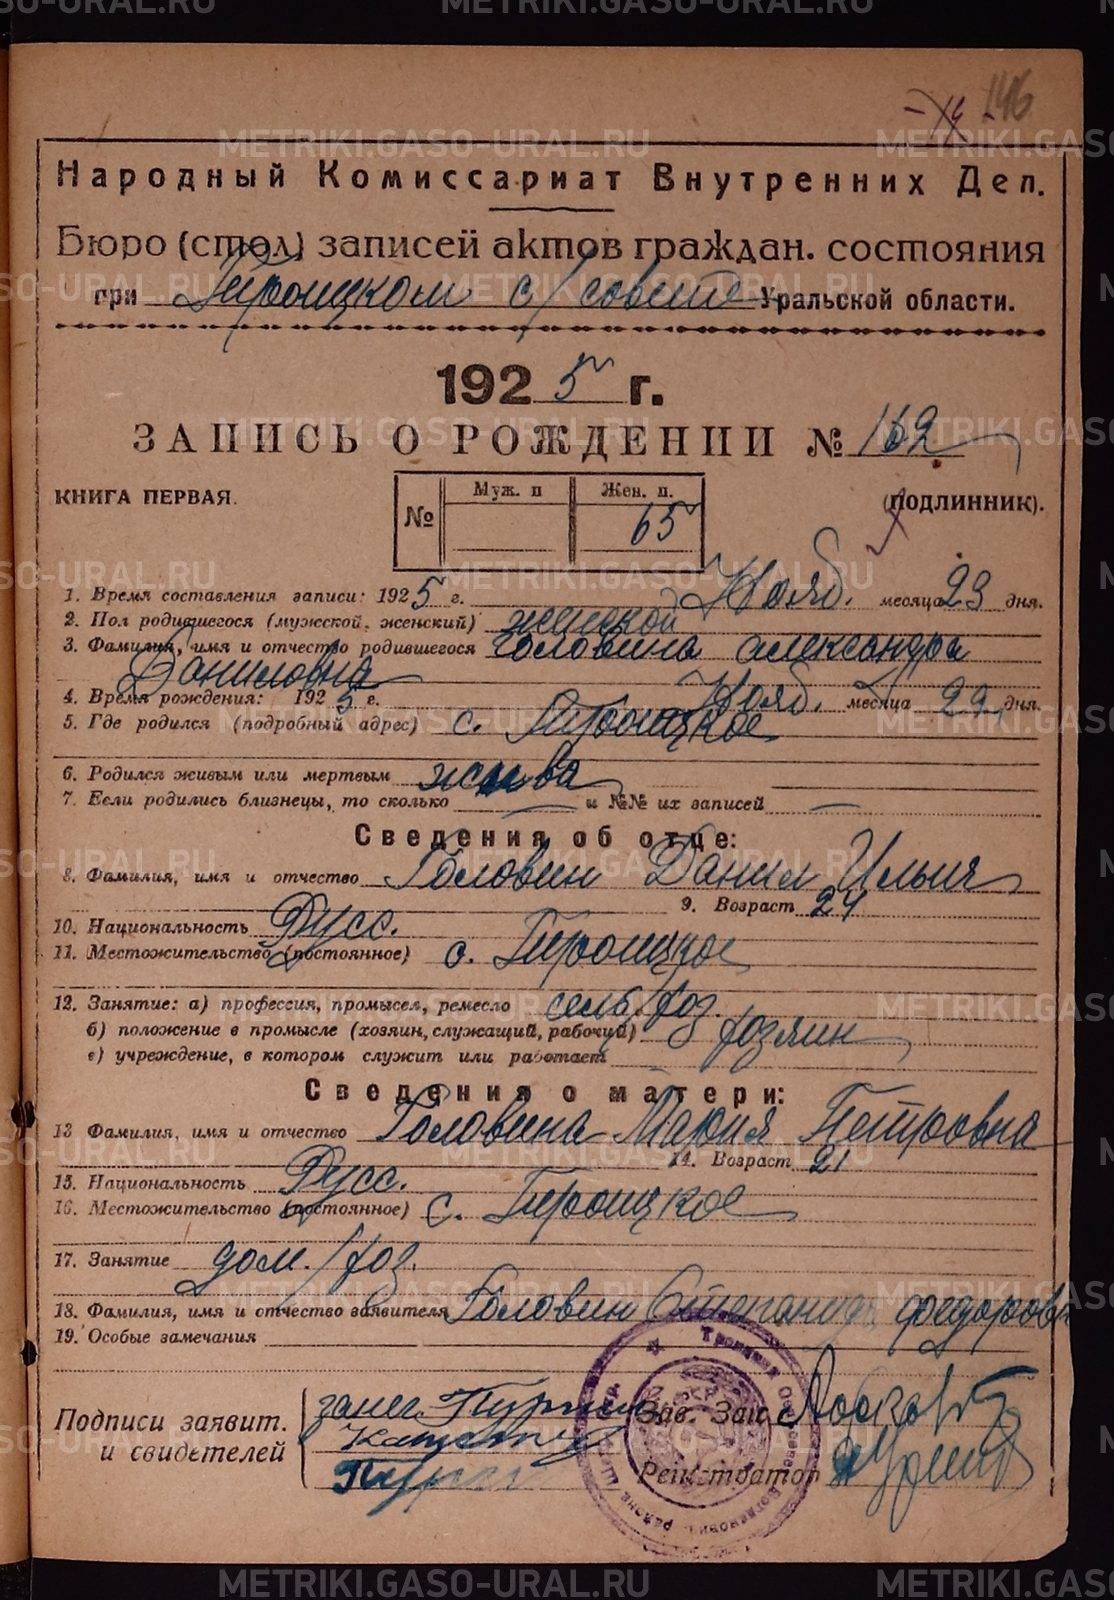 146
Народный Комиссариат Внутренних Дел.
Бюро (стол) записей актов граждан. состояния
при Троицком с/совете Уральской области.
1925 г.
ЗАПИСЬ О РОЖДЕНИИ № 162
КНИГА ПЕРВАЯ.
№ Муж. п Жен. п.
65
(подлинник).
1. Время составления записи: 1925 г. Нояб. месяца 23 дня.
2. Пол родившегося (мужской, женский) женской
3. Фамилия, имя и отчество родившегося Головина Александра
Даниловна
4. Время рождения: 1925 г. Нояб. месяца дня.
5. Где родился (подробный адрес) с. Троицкое
6. Родился живым или мертвым жива
7. Если родились близнецы, то сколько — и №№ их записей —
Сведения об отце:
8. Фамилия, имя и отчество Головин Данил Ильич
9. Возраст 24
10. Национальность Русс.
11. Местожительство (постоянное) с. Троицкое
12. Занятие: а) профессия, промысел, ремесло сель/хоз.
б) положение в промысле (хозяин, служащий, рабочий) хозяин
в) учреждение, в котором служит или работает
Сведения о матери:
13 Фамилия, имя и отчество Головина Мария Петровна
14. Возраст 21
15. Национальность Русс.
16. Местожительство (постоянное) с. Троицкое
17. Занятие дом./хоз.
18. Фамилия, имя и отчество заявителя Головин Степанид Федоров
19. Особые замечания
Подписи заявит.
и свидетелей
Зав. Загс
Регистратор
METRIKI.GASO-URAL.RU